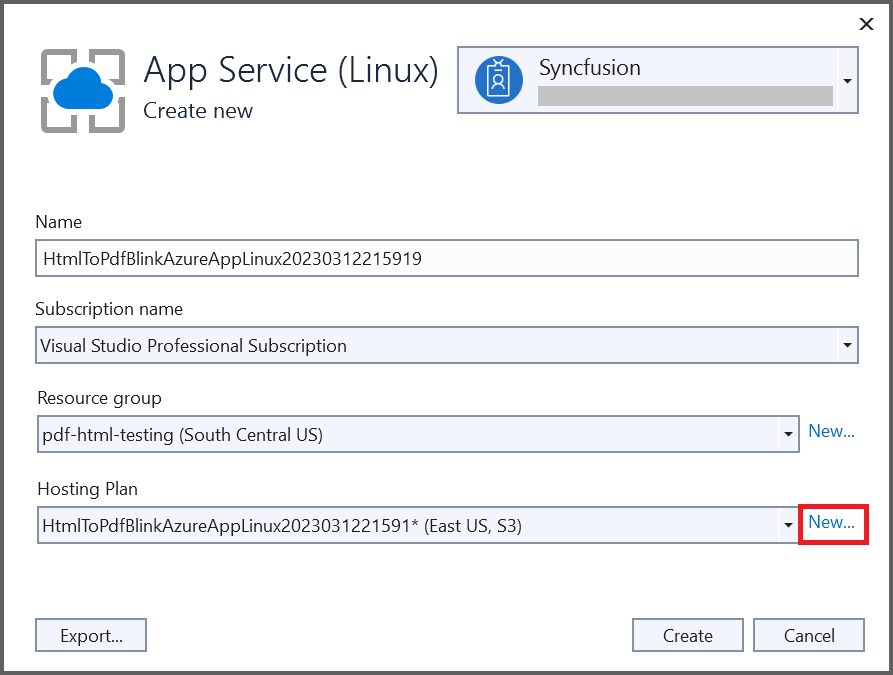 App Service (Linux)
Create new
Syncfusion
Name
HtmlToPdfBlinkAzureAppLinux20230312215919
Subscription name
Visual Studio Professional Subscription
Resource group
pdf-html-testing (South Central US)
New...
Hosting Plan
HtmlToPdfBlinkAzureAppLinux2023031221591* (East US, S3)
New...
Export...
Create
Cancel